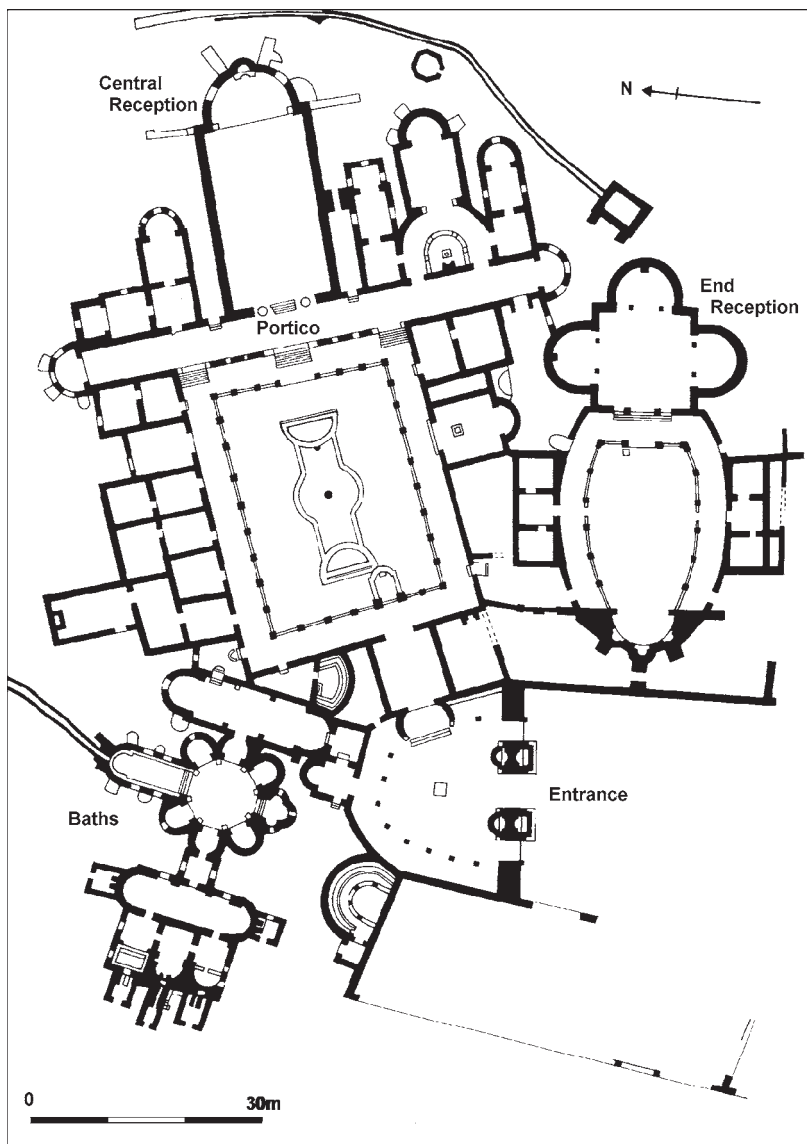 Central
Reception
N
End
Reception
Portico
Entrance
Baths
0 30m